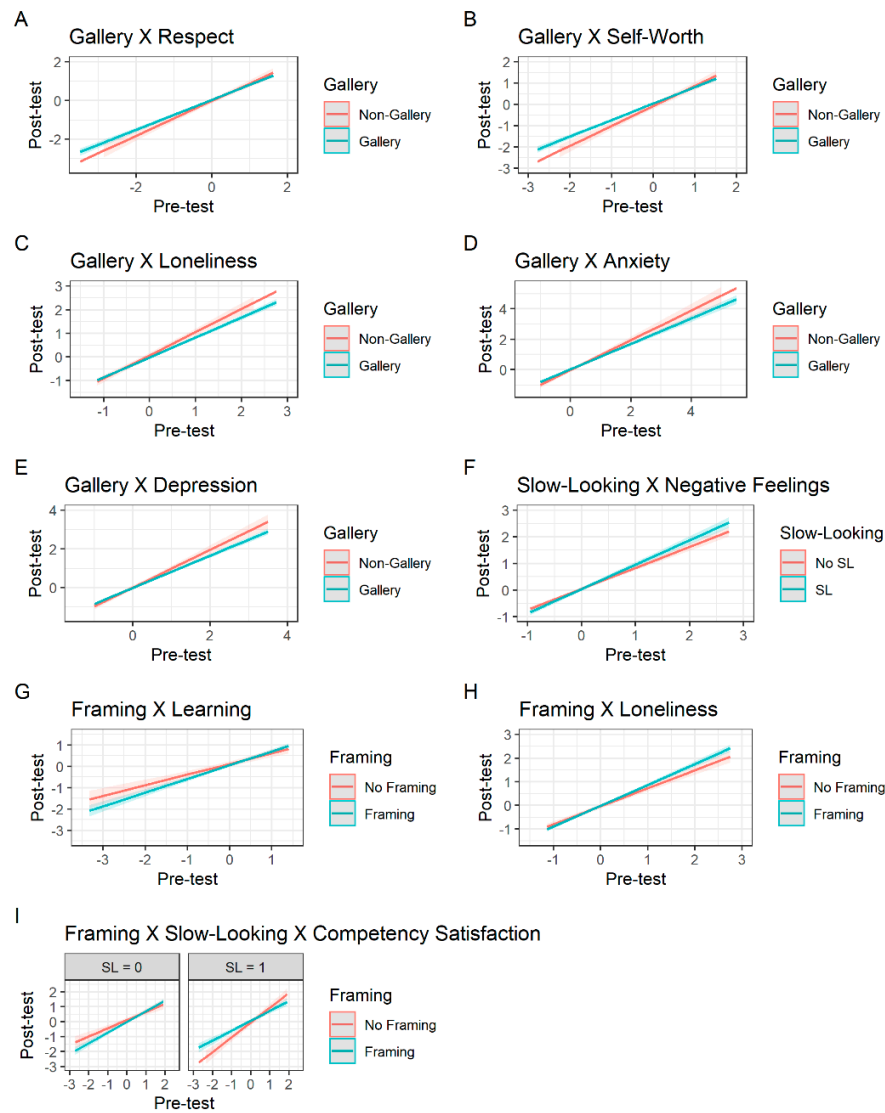 A
Gallery X Respect
Post-test
2
0
-2
-2
0
2
Pre-test
Gallery
Non-Gallery
Gallery
B
Gallery X Self-Worth
Post-test
2
1
0
-1
-2
-3
-3
-2
-1
0
1
2
Pre-test
Gallery
Non-Gallery
Gallery
C
Gallery X Loneliness
Post-test
3
2
1
0
-1
-1
0
1
2
3
Pre-test
Gallery
Non-Gallery
Gallery
D
Gallery X Anxiety
Post-test
4
2
0
0
2
4
Pre-test
Gallery
Non-Gallery
Gallery
E
Gallery X Depression
Post-test
4
2
0
0
2
4
Pre-test
Gallery
Non-Gallery
Gallery
F
Slow-Looking X Negative Feelings
Post-test
3
2
1
0
-1
-1
0
1
2
3
Pre-test
Slow-Looking
No SL
SL
G
Framing X Learning
Post-test
1
0
-1
-2
-3
-3
-2
-1
0
1
Pre-test
Framing
No Framing
Framing
H
Framing X Loneliness
Post-test
3
2
1
0
-1
-1
0
1
2
3
Pre-test
Framing
No Framing
Framing
I
Framing X Slow-Looking X Competency Satisfaction
SL = 0
SL = 1
Post-test
2
1
0
-1
-2
-3
-3 -2 -1 0 1 2
-3 -2 -1 0 1 2
Pre-test
Framing
No Framing
Framing